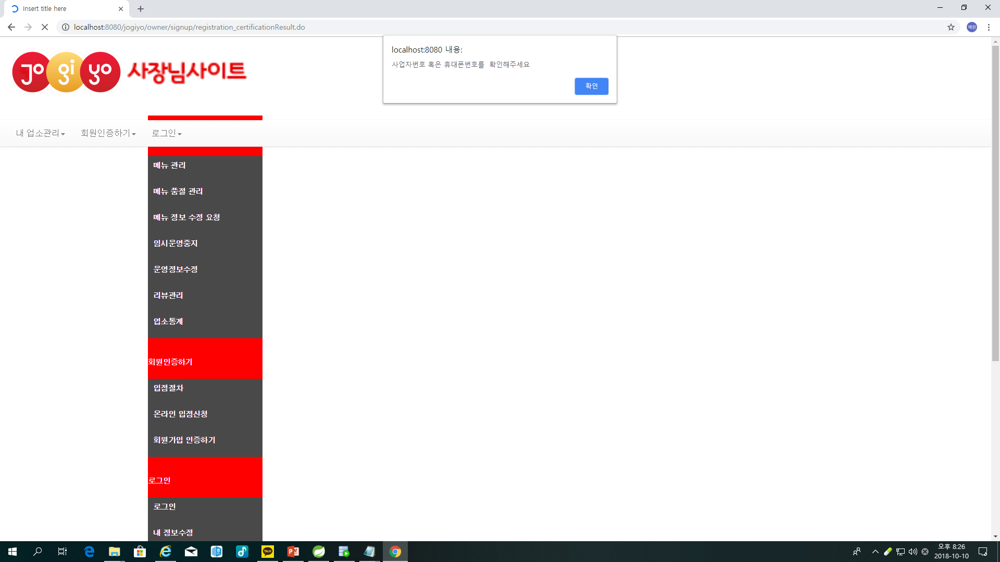 Insert title here
localhost:8080/jogiyo/owner/signup/registration_certificationResult.do
혜원
localhost:8080 내용:
사업자번호 혹은 휴대폰번호를 확인해주세요
확인
Jo gi yo 사장님사이트
내 업소관리
회원인증하기
로그인
메뉴 관리
메뉴 품절 관리
메뉴 정보 수정 요청
임시운영중지
운영정보수정
리뷰관리
업소통계
회원인증하기
입점절차
온라인 입점신청
회원가입 인증하기
로그인
로그인
내 정보수정
TALK
오후 8:26
2018-10-10